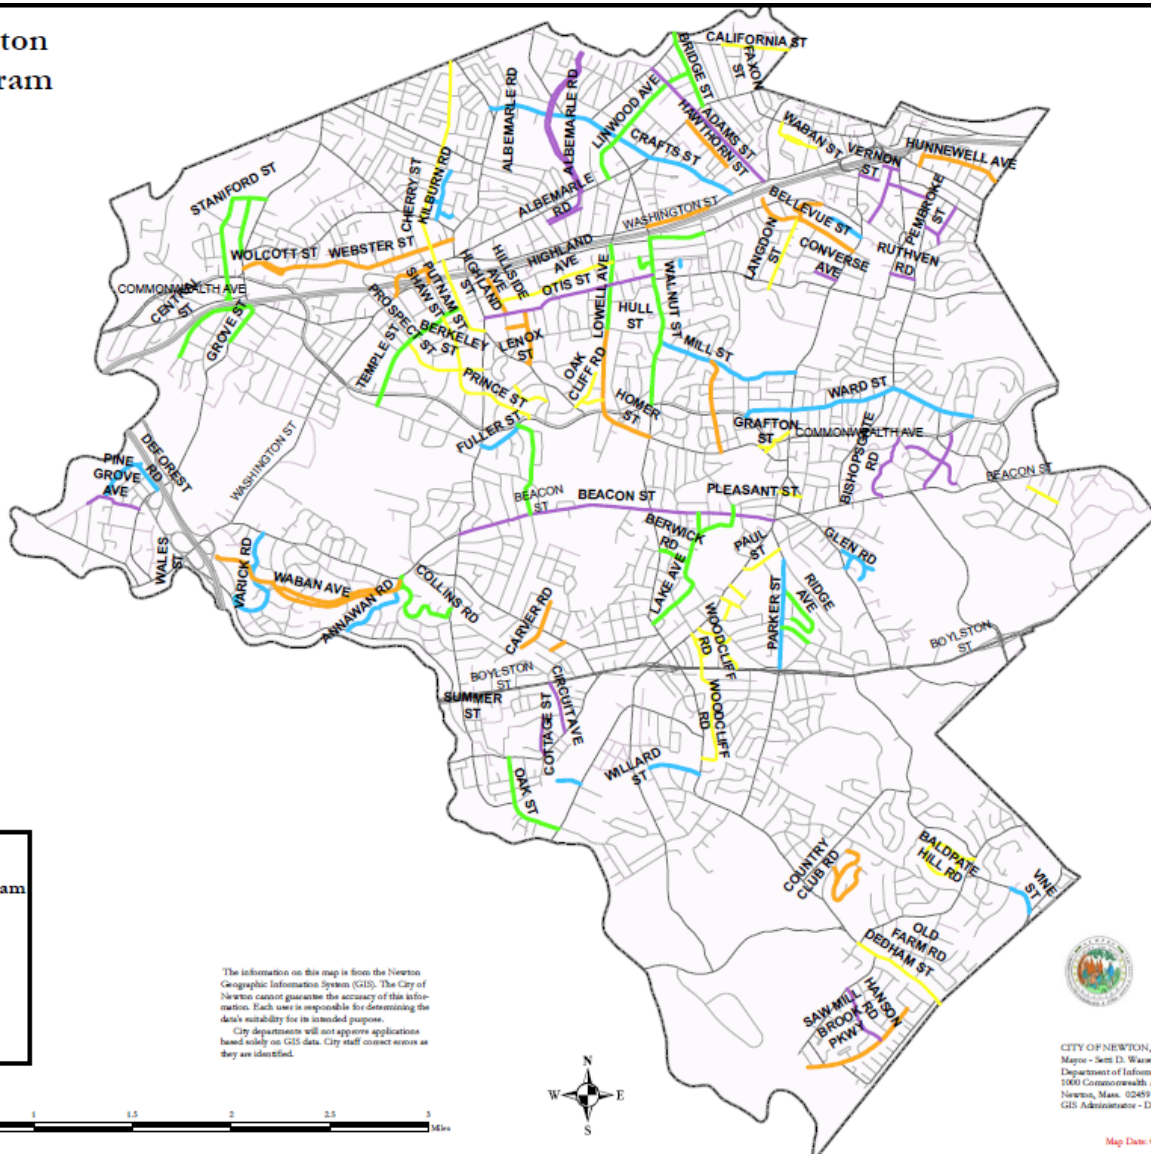 ton
ram
CALIFORNIA ST
BRIDGE ST
FAXON
ST
ALBEMARLE RD
ALBEMARLE RD
LINWOOD AVE
HAWTHORN ST
ADAMS ST
CRAFTS ST
WABAN ST
VERNON
ST
HUNNEWELL AVE
STANIFORD ST
CHERRY ST
KILBURN RD
ALBEMARLE
RD
WASHINGTON ST
BELLEVUE ST
PEMBROKE
ST
LANGDON
ST
CONVERSE
AVE
RUTHVEN
RD
WOLCOTT ST
WEBSTER ST
HIGHLAND
AVE
HIGHLAND
ST
HILLSIDE
AVE
OTIS ST
LOWELL AVE
WALNUT ST
HULL
ST
COMMONWEALTH AVE
CENTRAL
ST
GROVE ST
PROSPECT
ST
SHAW ST
PUTNAM ST
BERKELEY
ST
TEMPLE ST
LENOX
ST
OAK
CLIFF RD
MILL ST
PRINCE ST
HOMER
ST
WARD ST
FULLER ST
GRAFTON
ST
COMMONWEALTH AVE
BISHOPSGATE
RD
BEACON ST
WASHINGTON ST
DEFOREST
RD
PINE
GROVE
AVE
BEACON
ST
BEACON ST
PLEASANT ST
BERWICK
RD
PAUL
ST
GLEN RD
WALES
ST
VARICK RD
WABAN AVE
ANNAWAN RD
COLLINS RD
CARVER RD
LAKE AVE
PARKER ST
RIDGE
AVE
WOODCLIFF
RD
BOYLSTON
ST
BOYLSTON
ST
SUMMER
ST
COTTAGE ST
CIRCUIT AVE
WOODCLIFF
RD
OAK ST
WILLARD
ST
COUNTRY
CLUB RD
BALDPATE
HILL RD
VINE
ST
OLD
FARM RD
DEDHAM ST
HANSON
RD
SAW MILL
BROOK
PKWY
am
The information on this map is from the Newton
Geographic Information System (GIS). The City of
Newton cannot guarantee the accuracy of this infor-
mation. Each user is responsible for determining the
data's suitability for its intended purpose.
City departments will not approve applications
based solely on GIS data. City staff correct errors as
they are identified.
N
W E
S
1 1.5 2 2.5 3
Miles
CITY OF NEWTON,
Mayor - Setti D. Warre
Department of Inform
1000 Commonwealth
Newton, Mass. 02459
GIS Administrator - D
Map Date: